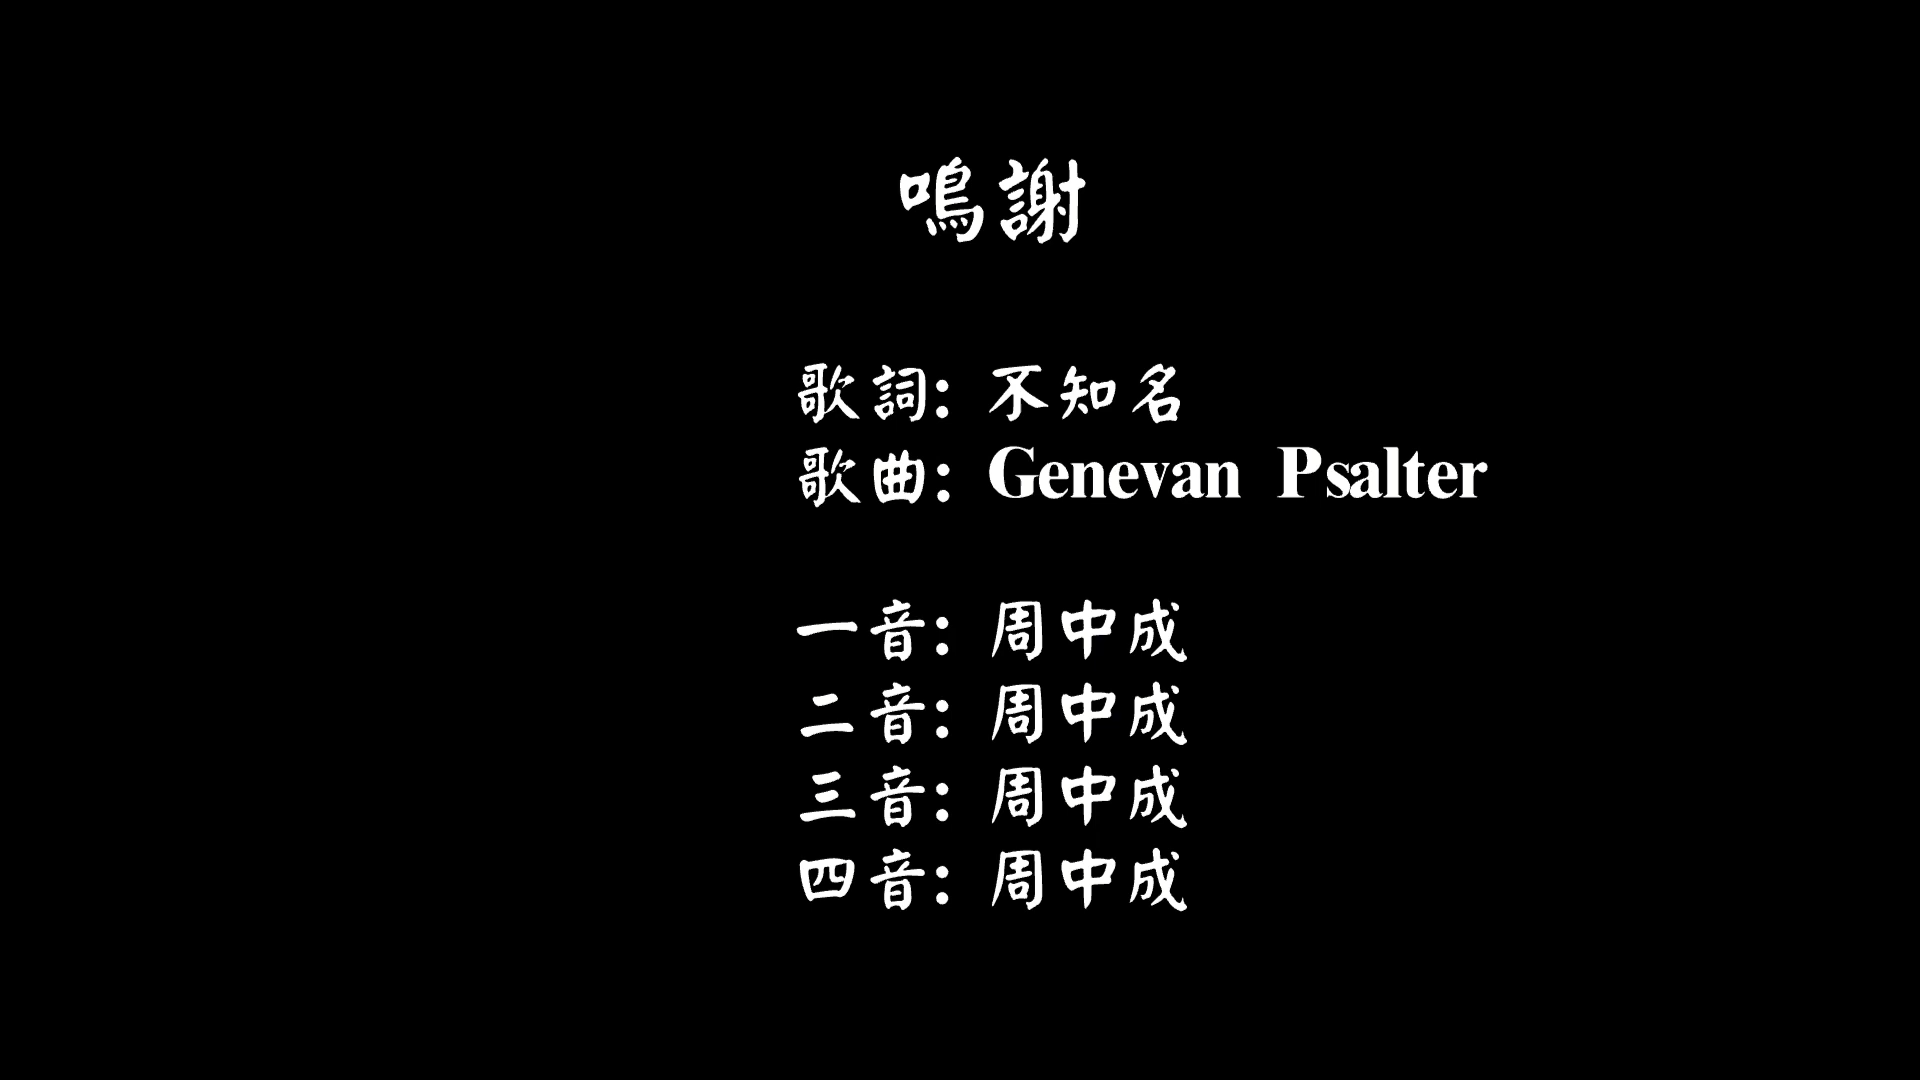 鳴謝
歌詞: 不知名
歌曲: Genevan Psalter
一音: 周中成
二音: 周中成
三音: 周中成
四音: 周中成